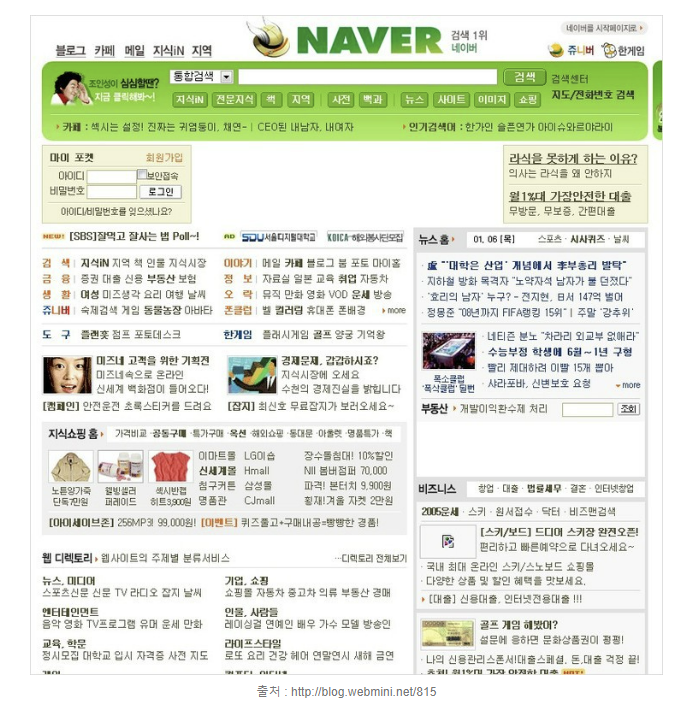 블로그 카페 메일 지식iN 지역
NAVER
검색 1위
네이버
네이버를 시작페이지로
쥬니버 한게임
조인성이 심심할땐?
지금 클릭해봐~!
통합검색
검색
검색센터
지도/전화번호 검색
지식iN 전문지식 책 지역 사전 백과 뉴스 사이트 이미지 쇼핑
카페 : 섹시는 설정! 진짜는 귀염둥이, 채연~ | CEO된 내남자, 내여자
인기검색어 : 한가인 슬픈연가 아이슈와르야라이
마이 포켓 회원가입
아이디 보안접속
비밀번호 로그인
아이디/비밀번호를 잊으셨나요?
라식을 못하게 하는 이유?
의사는 라식을 왜 안하지
월1%대 가장안전한 대출
무방문, 무보증, 간편대출
NEW! [SBS]잘먹고 잘사는 법 Poll~!
AD SDU서울디지털대학교 KOICA-해외봉사단모집
검 색 지식iN 지역 책 인물 지식시장
금 융 증권 대출 신용 부동산 보험
생 활 여성 미즈생각 요리 여행 날씨
쥬니버 숙제검색 게임 동물농장 아바타
이야기 메일 카페 블로그 붐 포토 마이홈
정 보 자료실 일본 교육 취업 자동차
오 락 뮤직 만화 영화 VOD 운세 방송
폰클럽 벨 컬러링 휴대폰 폰배경 more
도 구 플랜홋 점프 포토데스크
한게임 플래시게임 골프 양궁 기억왕
미즈네 고객을 위한 기획전
미즈네속으로 온라인
신세계 백화점이 들어오다!
경제문제, 갑갑하시죠?
지식시장에 오세요
수현의 경제진실을 밝힙니다
[캠페인] 안전운전 초록스티커를 드려요
[잡지] 최신호 무료잡지가 보러오세요~
뉴스 홈 01. 06 [목] 스포츠 · 시사퀴즈 · 날씨
盧 "'대학은 산업' 개념에서 李부총리 발탁"
지하철 방화 목격자 "노약자석 남자가 불 던졌다"
'효리의 남자' 누구? - 전지현, 日서 147억 벌어
정몽준 "08년까지 FIFA랭킹 15위" | 주말 '강추위'
네티즌 분노 "차라리 외교부 없애라"
수능부정 학생에 6월~1년 구형
빨리 제대하려 이빨 15개 뽑아
사라포바, 신변보호 요청 more
폭소클럽
'폭삭클럽'될뻔
부동산 개발이익환수제 처리 조회
지식쇼핑 홈 가격비교 · 공동구매 · 특가구매 · 옥션 · 해외쇼핑 · 동대문 · 아울렛 · 명품특가 · 책
노튼양가죽
단독7만원
웰빙셀러
퍼레이드
섹시반캡
히트3,900원
이마트몰 LG이숍 장수돌침대! 10%할인
신세계몰 Hmall NII 봄버점퍼 70,000
침구커튼 삼성몰 파격! 본터치 9,900원
명품관 CJmall 횡재!겨울 자켓 2만원
[아이세이브존] 256MP3! 99,000원! [이벤트] 퀴즈풀고+구매내공=빵빵한 경품!
비즈니스 창업 · 대출 · 법률세무 · 결혼 · 인터넷창업
2005운세 · 스키 · 원서접수 · 닥터 · 비즈맨검색
[스키/보드] 드디어 스키장 완전오픈!
편리하고 빠른예약으로 다녀오세요~
국내 최대 온라인 스키/스노보드 쇼핑몰
다양한 상품 및 할인 혜택을 맛보세요.
[대출] 신용대출, 인터넷전용대출 !!!
골프 게임 해봤어?
설문에 응하면 문화상품권이 펑펑!
나의 신용관리스폰서!대출스페셜, 돈,대출 걱정 끝!
웹 디렉토리 웹사이트의 주제별 분류서비스 ···디렉토리 전체보기
뉴스, 미디어
스포츠신문 신문 TV 라디오 잡지 날씨
기업, 쇼핑
쇼핑몰 자동차 중고차 의류 부동산 경매
엔터테인먼트
음악 영화 TV프로그램 유머 운세 만화
인물, 사람들
레이싱걸 연예인 배우 가수 모델 방송인
교육, 학문
정시모집 대학교 입시 자격증 사전 지도
라이프스타일
로또 요리 건강 헤어 연말연시 새해 금연
출처 : http://blog.webmini.net/815